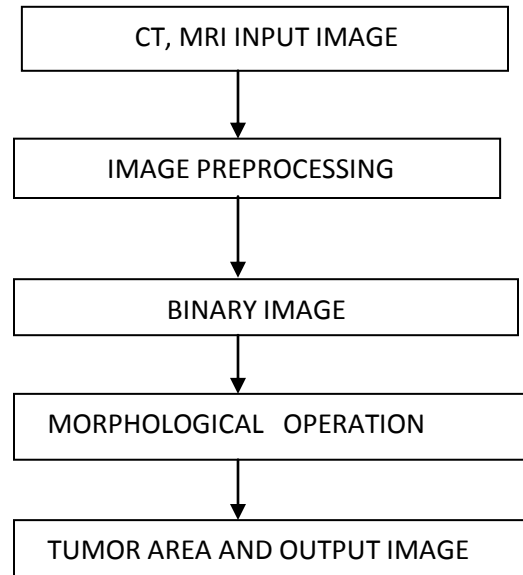 CT, MRI INPUT IMAGE
IMAGE PREPROCESSING
BINARY IMAGE
MORPHOLOGICAL OPERATION
TUMOR AREA AND OUTPUT IMAGE